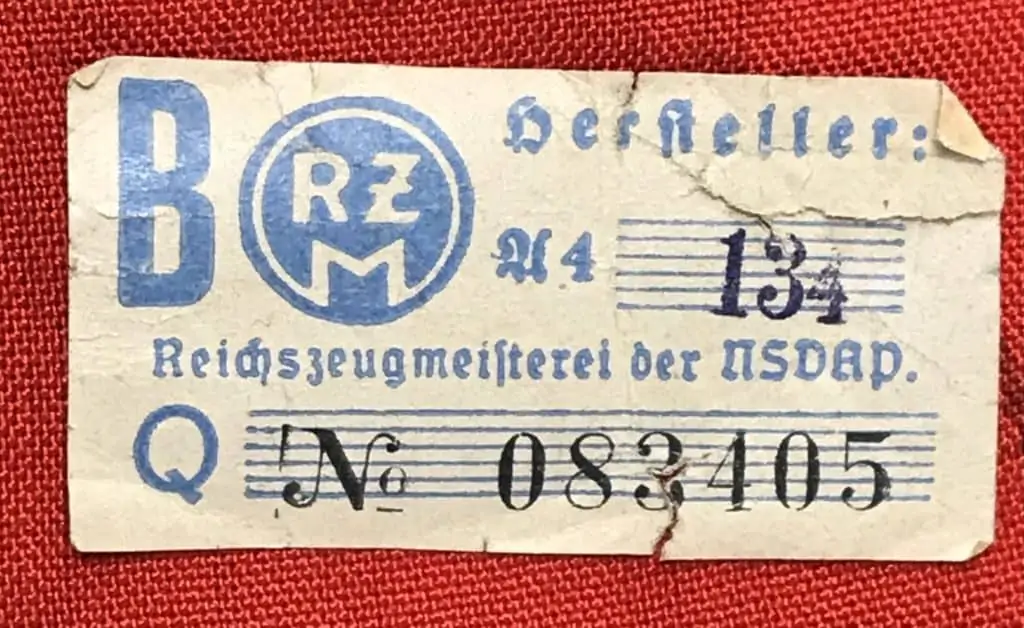 B RZM Hersteller:
A4 134
Reichszeugmeisterei der NSDAP.
Q No 083405